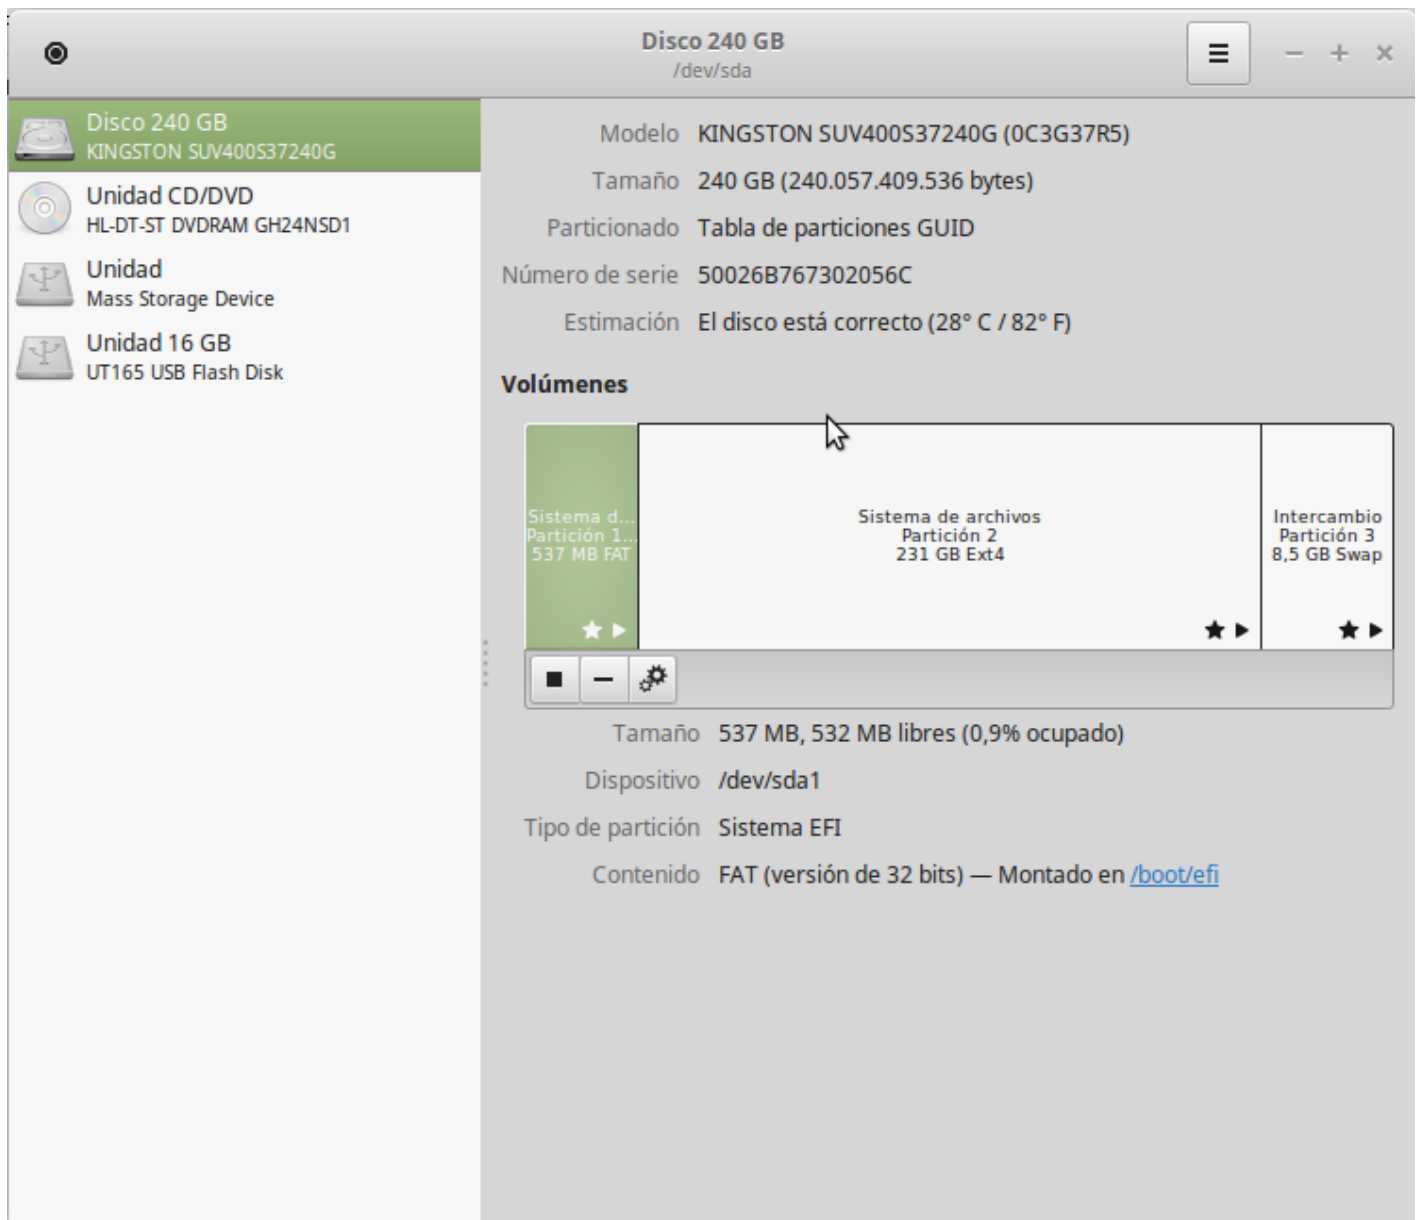 Disco 240 GB
/dev/sda
Disco 240 GB
KINGSTON SUV400S37240G
Unidad CD/DVD
HL-DT-ST DVDRAM GH24NSD1
Unidad
Mass Storage Device
Unidad 16 GB
UT165 USB Flash Disk
Modelo KINGSTON SUV400S37240G (0C3G37R5)
Tamaño 240 GB (240.057.409.536 bytes)
Particionado Tabla de particiones GUID
Número de serie 50026B767302056C
Estimación El disco está correcto (28° C / 82° F)
Volúmenes
Sistema d...
Partición 1...
537 MB FAT
Sistema de archivos
Partición 2
231 GB Ext4
Intercambio
Partición 3
8,5 GB Swap
Tamaño 537 MB, 532 MB libres (0,9% ocupado)
Dispositivo /dev/sda1
Tipo de partición Sistema EFI
Contenido FAT (versión de 32 bits) — Montado en /boot/efi